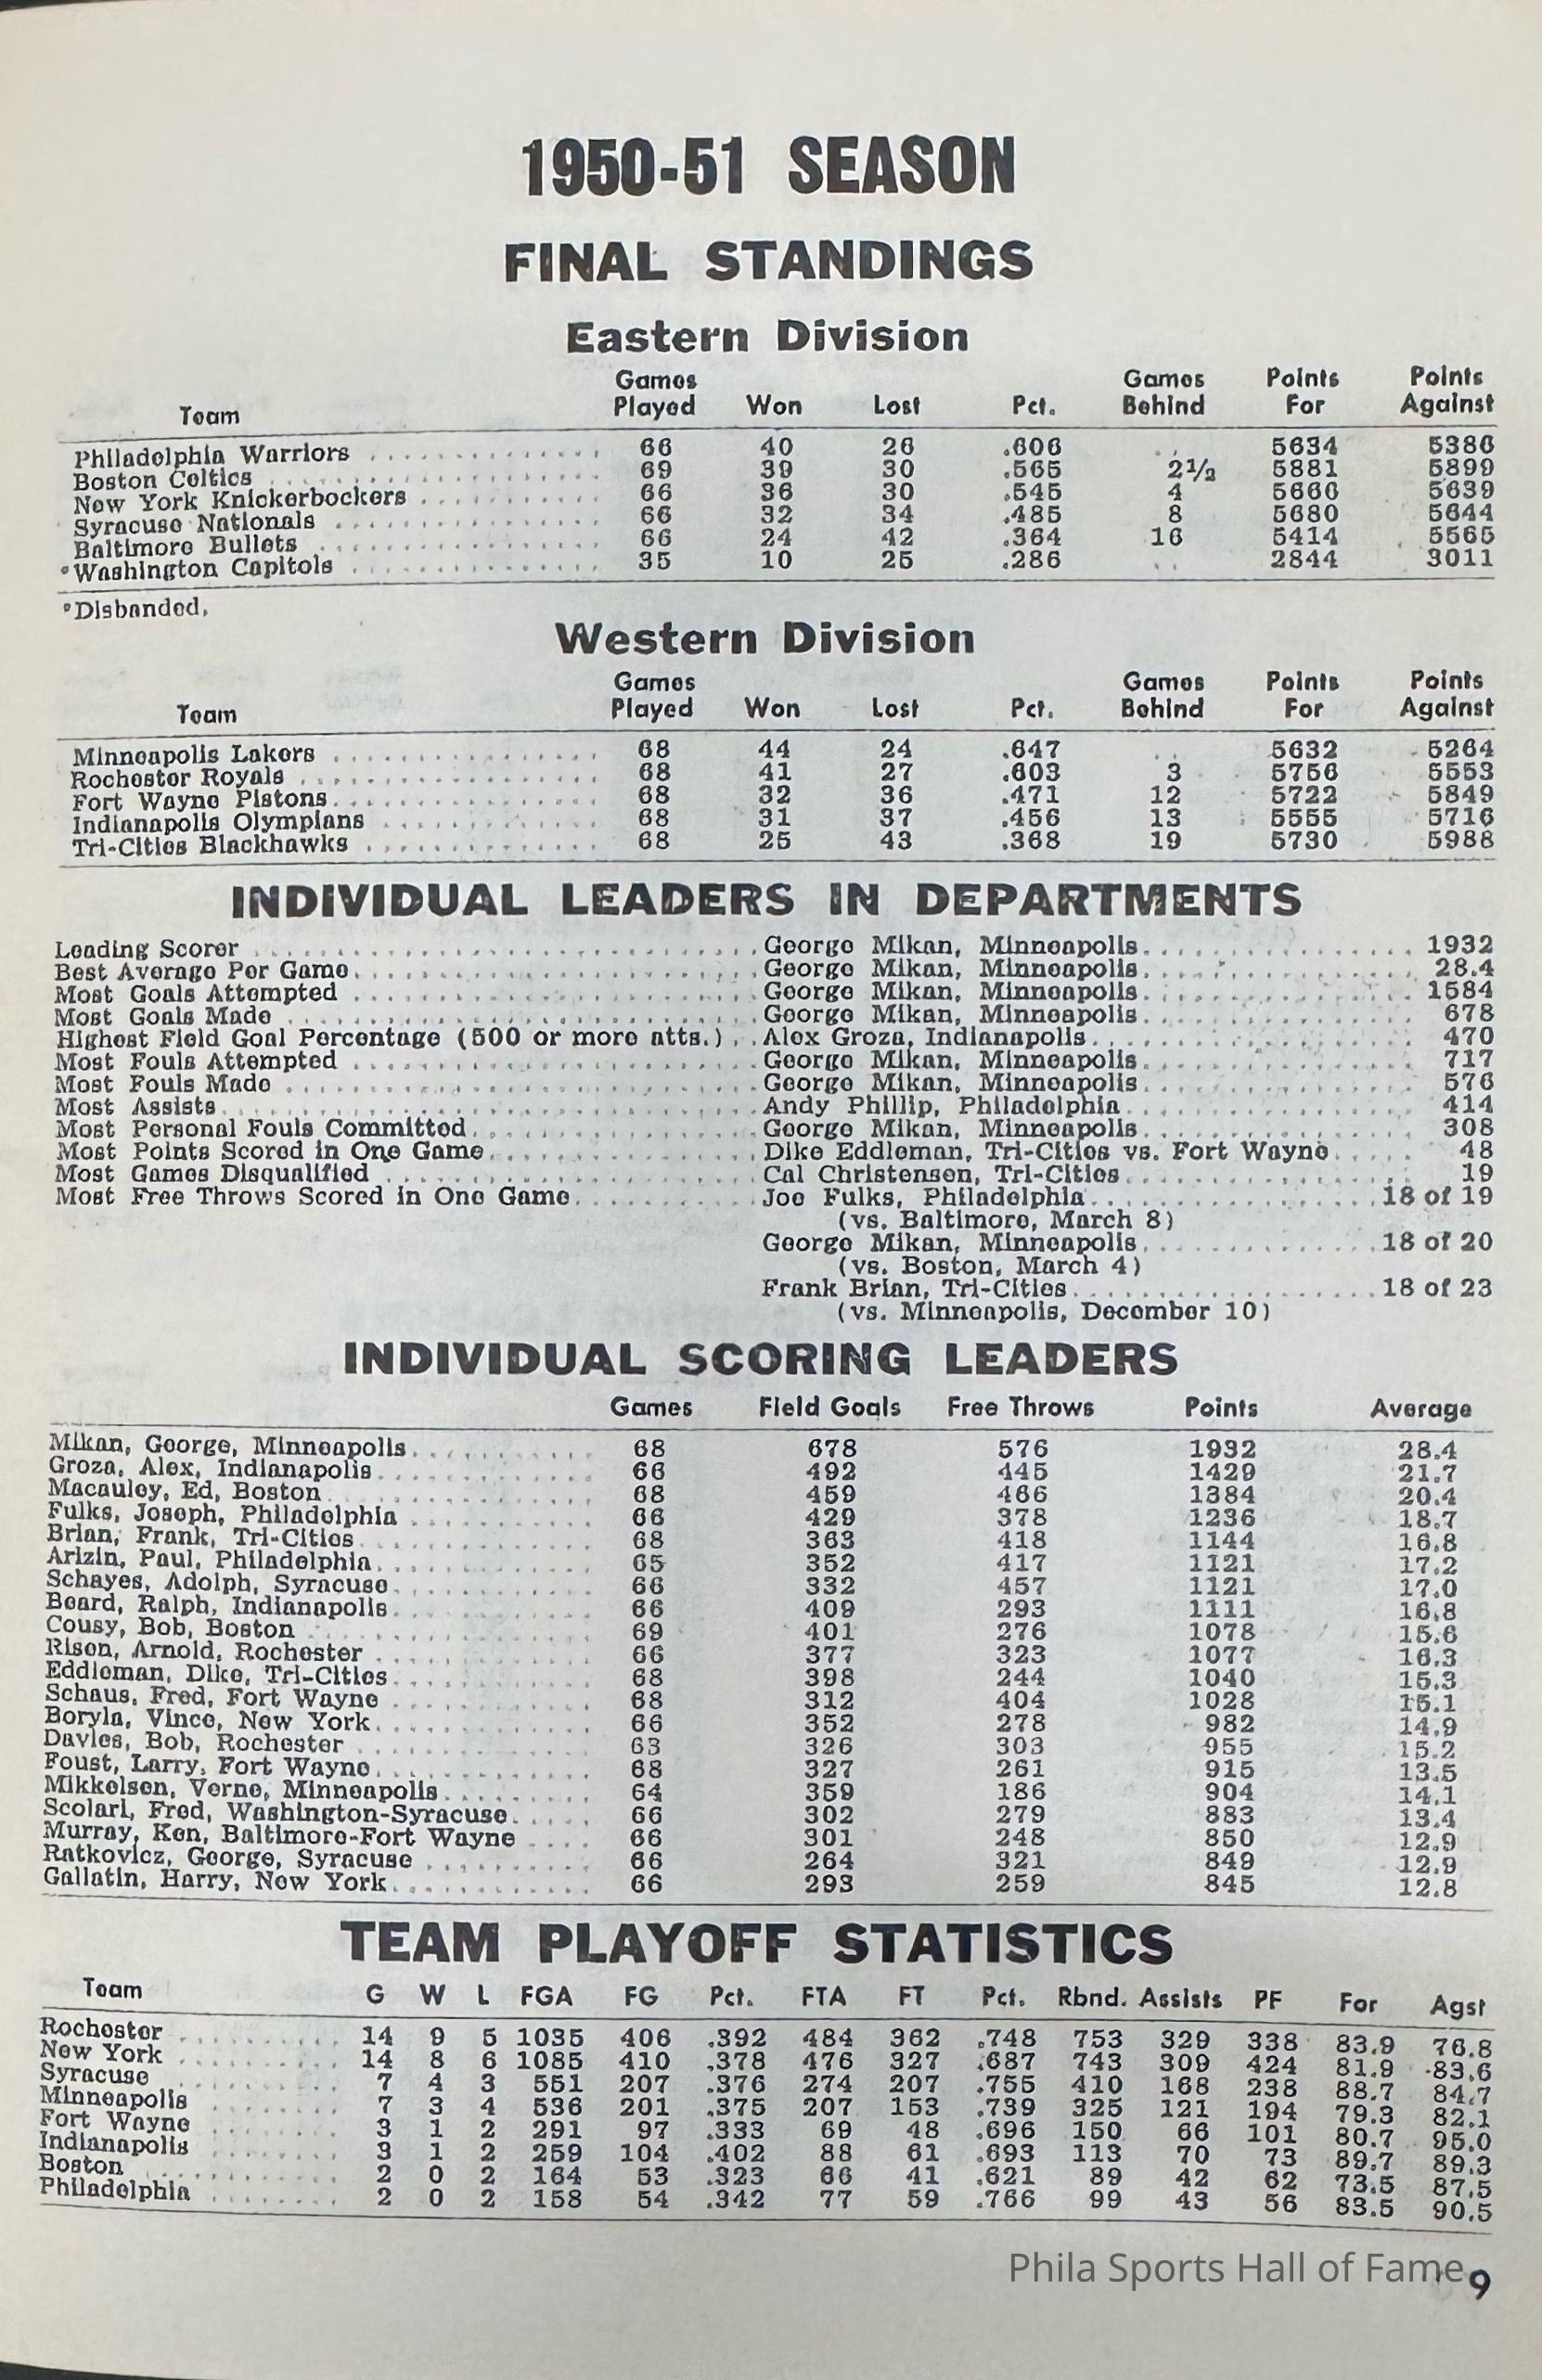 1950-51 SEASON
FINAL STANDINGS
Eastern Division
Team Games Played Won Lost Pct. Games Behind Points For Points Against
Philadelphia Warriors 66 40 26 .606 . . 5634 5386
Boston Celtics 69 39 30 .565 2½ 5881 5899
New York Knickerbockers 66 36 30 .545 4 5660 5639
Syracuse Nationals 66 32 34 .485 8 5680 5644
Baltimore Bullets 66 24 42 .364 16 5414 5565
*Washington Capitols 35 10 25 .286 . . 2844 3011
*Disbanded.
Western Division
Team Games Played Won Lost Pct. Games Behind Points For Points Against
Minneapolis Lakers 68 44 24 .647 . . 5632 5264
Rochester Royals 68 41 27 .603 3 5756 5553
Fort Wayne Pistons 68 32 36 .471 12 5722 5849
Indianapolis Olympians 68 31 37 .456 13 5555 5716
Tri-Cities Blackhawks 68 25 43 .368 19 5730 5988
INDIVIDUAL LEADERS IN DEPARTMENTS
Leading Scorer George Mikan, Minneapolis 1932
Best Average Per Game George Mikan, Minneapolis 28.4
Most Goals Attempted George Mikan, Minneapolis 1584
Most Goals Made George Mikan, Minneapolis 678
Highest Field Goal Percentage (500 or more atts.) Alex Groza, Indianapolis 470
Most Fouls Attempted George Mikan, Minneapolis 717
Most Fouls Made George Mikan, Minneapolis 576
Most Assists Andy Phillip, Philadelphia 414
Most Personal Fouls Committed George Mikan, Minneapolis 308
Most Points Scored in One Game Dike Eddleman, Tri-Cities vs. Fort Wayne 48
Most Games Disqualified Cal Christensen, Tri-Cities 19
Most Free Throws Scored in One Game Joe Fulks, Philadelphia 18 of 19
(vs. Baltimore, March 8)
George Mikan, Minneapolis 18 of 20
(vs. Boston, March 4)
Frank Brian, Tri-Cities 18 of 23
(vs. Minneapolis, December 10)
INDIVIDUAL SCORING LEADERS
Games Field Goals Free Throws Points Average
Mikan, George, Minneapolis 68 678 576 1932 28.4
Groza, Alex, Indianapolis 66 492 445 1429 21.7
Macauley, Ed, Boston 68 459 466 1384 20.4
Fulks, Joseph, Philadelphia 66 429 378 1236 18.7
Brian, Frank, Tri-Cities 68 363 418 1144 16.8
Arizin, Paul, Philadelphia 65 352 417 1121 17.2
Schayes, Adolph, Syracuse 66 332 457 1121 17.0
Beard, Ralph, Indianapolis 66 409 293 1111 16.8
Cousy, Bob, Boston 69 401 276 1078 15.6
Risen, Arnold, Rochester 66 377 323 1077 16.3
Eddleman, Dike, Tri-Cities 68 398 244 1040 15.3
Schaus, Fred, Fort Wayne 68 312 404 1028 15.1
Boryla, Vince, New York 66 352 278 982 14.9
Davies, Bob, Rochester 63 326 303 955 15.2
Foust, Larry, Fort Wayne 68 327 261 915 13.5
Mikkelsen, Verne, Minneapolis 64 359 186 904 14.1
Scolari, Fred, Washington-Syracuse 66 302 279 883 13.4
Murray, Ken, Baltimore-Fort Wayne 66 301 248 850 12.9
Ratkovicz, George, Syracuse 66 264 321 849 12.9
Gallatin, Harry, New York 66 293 259 845 12.8
TEAM PLAYOFF STATISTICS
Team G W L FGA FG Pct. FTA FT Pct. Rbnd. Assists PF For Agst
Rochester 14 9 5 1035 406 .392 484 362 .748 753 329 338 83.9 76.8
New York 14 8 6 1085 410 .378 476 327 .687 743 309 424 81.9 83.6
Syracuse 7 4 3 551 207 .376 274 207 .755 410 168 238 88.7 84.7
Minneapolis 7 3 4 536 201 .375 207 153 .739 325 121 194 79.3 82.1
Fort Wayne 3 1 2 291 97 .333 69 48 .696 150 66 101 80.7 95.0
Indianapolis 3 1 2 259 104 .402 88 61 .693 113 70 73 89.7 89.3
Boston 2 0 2 164 53 .323 66 41 .621 89 42 62 73.5 87.5
Philadelphia 2 0 2 158 54 .342 77 59 .766 99 43 56 83.5 90.5
Phila Sports Hall of Fame
9